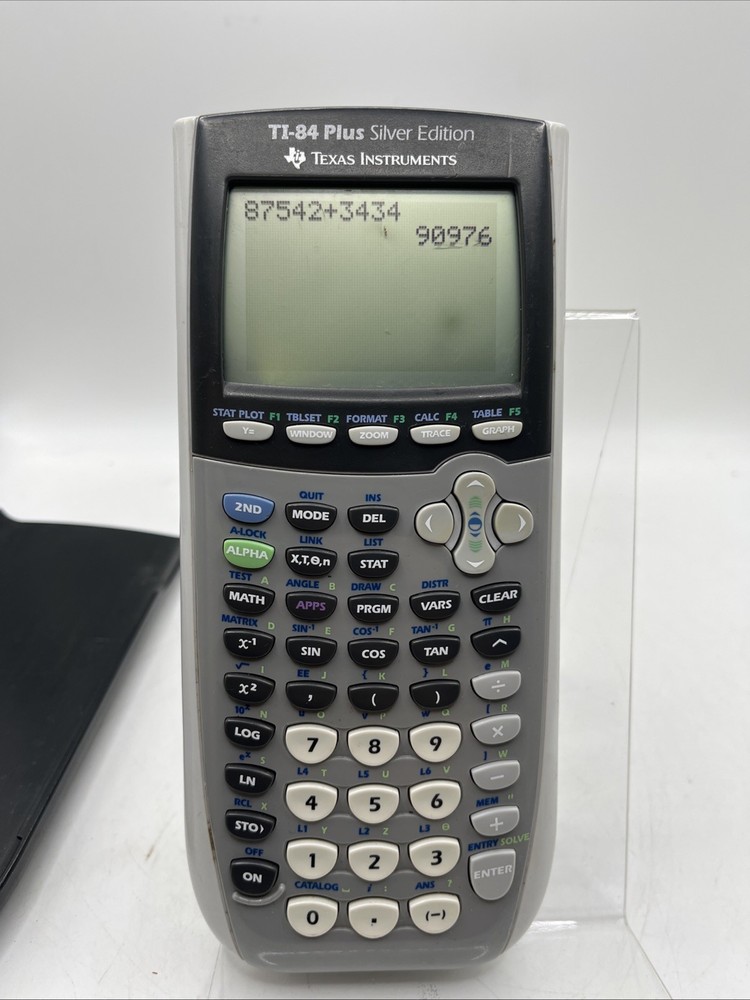 TI-84 Plus Silver Edition
TEXAS INSTRUMENTS
87542+3434
90976
STAT PLOT F1 TBLSET F2 FORMAT F3 CALC F4 TABLE F5
Y= WINDOW ZOOM TRACE GRAPH
QUIT INS
2ND MODE DEL
A-LOCK LINK LIST
ALPHA X,T,Θ,n STAT
TEST A ANGLE B DRAW C DISTR
MATH APPS PRGM VARS CLEAR
MATRIX D SIN⁻¹ E COS⁻¹ F TAN⁻¹ G π H
x⁻¹ SIN COS TAN ^
√ I EE J { K } L e M
x² , ( ) ÷
10ˣ N u O v P w Q [ R
LOG 7 8 9 ×
eˣ S L4 T L5 U L6 V ] W
LN 4 5 6 −
RCL X L1 Y L2 Z L3 θ MEM "
STO› 1 2 3 +
OFF CATALOG ⎵ i : ANS ? ENTRY SOLVE
ON 0 . (−) ENTER